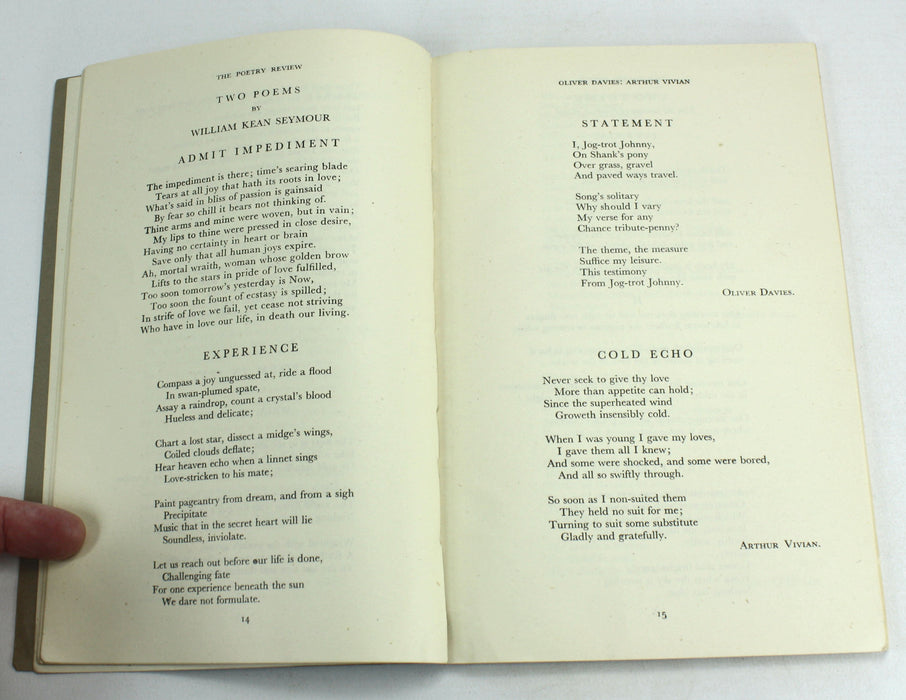 THE POETRY REVIEW
TWO POEMS
BY
WILLIAM KEAN SEYMOUR
ADMIT IMPEDIMENT
The impediment is there; time's searing blade
Tears at all joy that hath its roots in love;
What's said in bliss of passion is gainsaid
By fear so chill it bears not thinking of.
Thine arms and mine were woven, but in vain;
My lips to thine were pressed in close desire,
Having no certainty in heart or brain
Save only that all human joys expire.
Ah, mortal wraith, woman whose golden brow
Lifts to the stars in pride of love fulfilled,
Too soon tomorrow's yesterday is Now,
Too soon the fount of ecstasy is spilled;
In strife of love we fail, yet cease not striving
Who have in love our life, in death our living.
EXPERIENCE
Compass a joy unguessed at, ride a flood
In swan-plumed spate,
Assay a raindrop, count a crystal's blood
Hueless and delicate;
Chart a lost star, dissect a midge's wings,
Coiled clouds deflate;
Hear heaven echo when a linnet sings
Love-stricken to his mate;
Paint pageantry from dream, and from a sigh
Precipitate
Music that in the secret heart will lie
Soundless, inviolate.
Let us reach out before our life is done,
Challenging fate
For one experience beneath the sun
We dare not formulate.
14
OLIVER DAVIES: ARTHUR VIVIAN
STATEMENT
I, Jog-trot Johnny,
On Shank's pony
Over grass, gravel
And paved ways travel.
Song's solitary
Why should I vary
My verse for any
Chance tribute-penny?
The theme, the measure
Suffice my leisure.
This testimony
From Jog-trot Johnny.
OLIVER DAVIES.
COLD ECHO
Never seek to give thy love
More than appetite can hold;
Since the superheated wind
Groweth insensibly cold.
When I was young I gave my loves,
I gave them all I knew;
And some were shocked, and some were bored,
And all so swiftly through.
So soon as I non-suited them
They held no suit for me;
Turning to suit some substitute
Gladly and gratefully.
ARTHUR VIVIAN.
15